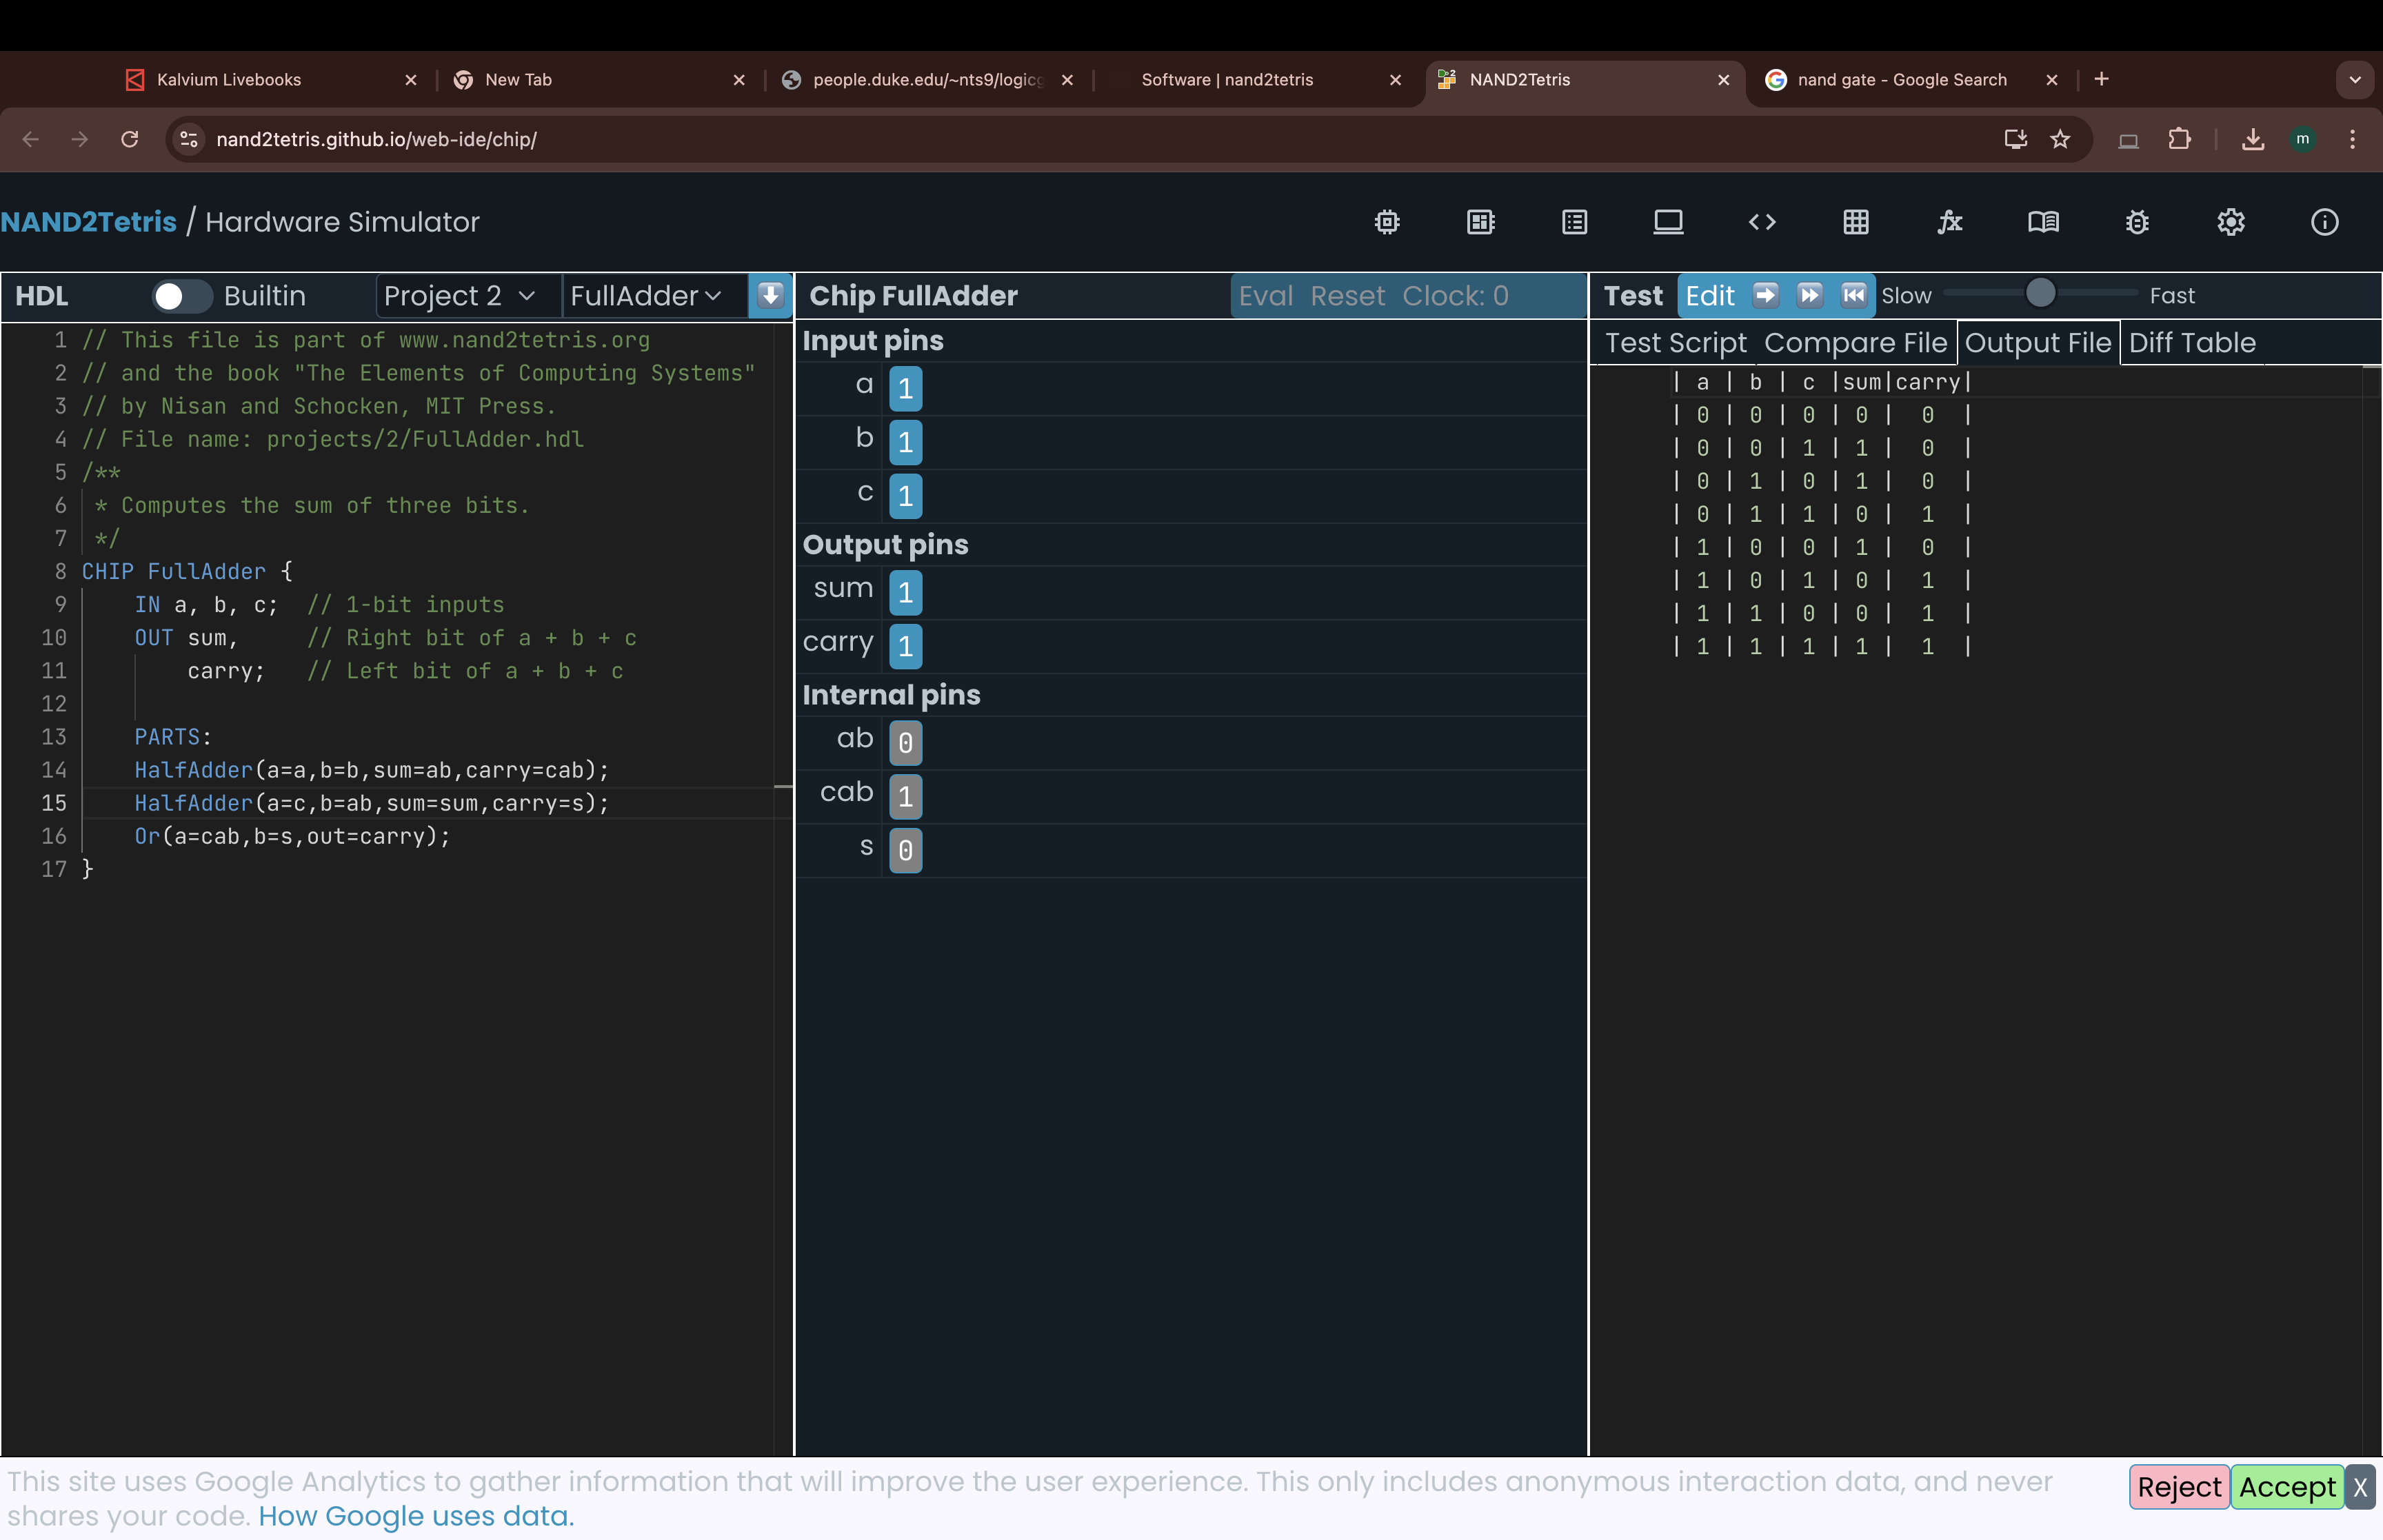 Kalvium Livebooks
New Tab
people.duke.edu/~nts9/logicg
Software | nand2tetris
NAND2Tetris
nand gate - Google Search
nand2tetris.github.io/web-ide/chip/
m
NAND2Tetris / Hardware Simulator
HDL Builtin Project 2 FullAdder
1 // This file is part of www.nand2tetris.org
2 // and the book "The Elements of Computing Systems"
3 // by Nisan and Schocken, MIT Press.
4 // File name: projects/2/FullAdder.hdl
5 /**
6 * Computes the sum of three bits.
7 */
8 CHIP FullAdder {
9 IN a, b, c; // 1-bit inputs
10 OUT sum, // Right bit of a + b + c
11 carry; // Left bit of a + b + c
12
13 PARTS:
14 HalfAdder(a=a,b=b,sum=ab,carry=cab);
15 HalfAdder(a=c,b=ab,sum=sum,carry=s);
16 Or(a=cab,b=s,out=carry);
17 }
Chip FullAdder Eval Reset Clock: 0
Input pins
a 1
b 1
c 1
Output pins
sum 1
carry 1
Internal pins
ab 0
cab 1
s 0
Test Edit Slow Fast
Test Script Compare File Output File Diff Table
| a | b | c |sum|carry|
| 0 | 0 | 0 | 0 | 0 |
| 0 | 0 | 1 | 1 | 0 |
| 0 | 1 | 0 | 1 | 0 |
| 0 | 1 | 1 | 0 | 1 |
| 1 | 0 | 0 | 1 | 0 |
| 1 | 0 | 1 | 0 | 1 |
| 1 | 1 | 0 | 0 | 1 |
| 1 | 1 | 1 | 1 | 1 |
This site uses Google Analytics to gather information that will improve the user experience. This only includes anonymous interaction data, and never
shares your code. How Google uses data.
Reject Accept X